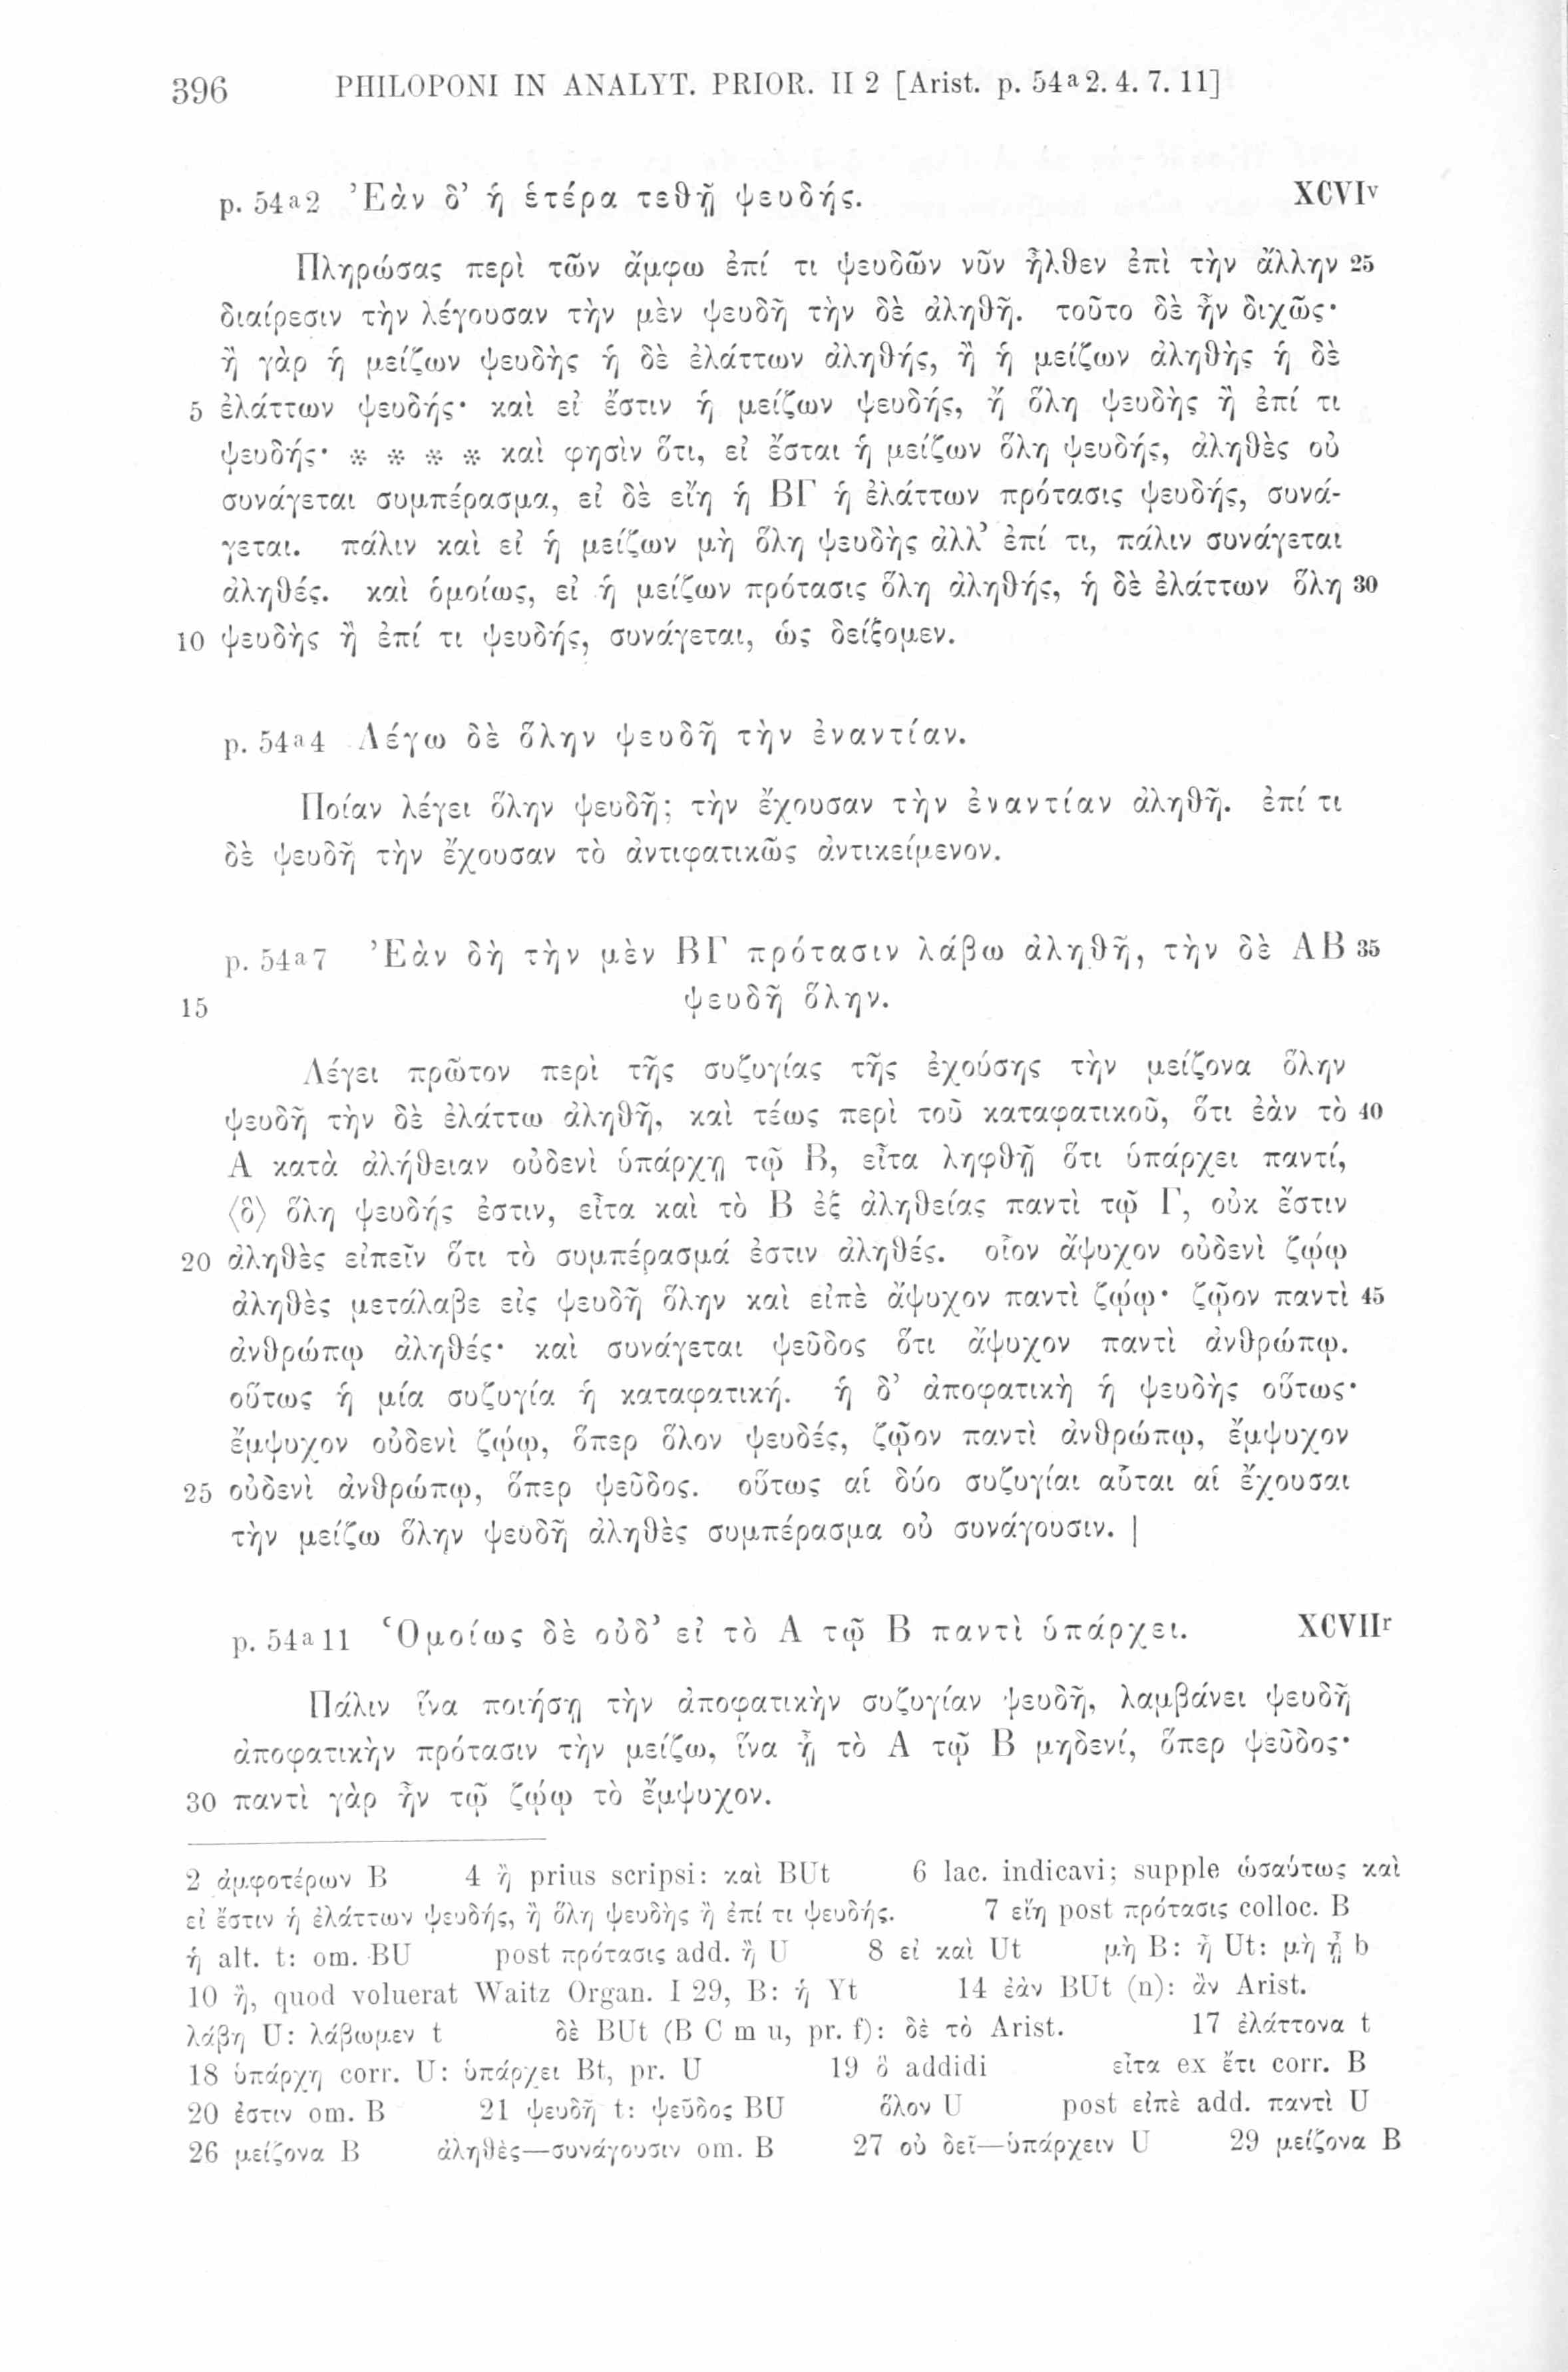 396 PHILOPONI IN ANALYT. PRIOR. II 2 [Arist. p. 54a2. 4. 7. 11]
p. 54a2 Ἐὰν δ’ ἡ ἑτέρα τεθῇ ψευδής. XCVIv
Πληρώσας περὶ τῶν ἄμφω ἐπί τι ψευδῶν νῦν ἦλθεν ἐπὶ τὴν ἄλλην 25
διαίρεσιν τὴν λέγουσαν τὴν μὲν ψευδῆ τὴν δὲ ἀληθῆ. τοῦτο δὲ ἦν διχῶς·
ἢ γὰρ ἡ μείζων ψευδὴς ἡ δὲ ἐλάττων ἀληθής, ἢ ἡ μείζων ἀληθὴς ἡ δὲ
5 ἐλάττων ψευδής· καὶ εἰ ἔστιν ἡ μείζων ψευδής, ἤ ὅλη ψευδὴς ἢ ἐπί τι
ψευδής· * * * * καὶ φησὶν ὅτι, εἰ ἔσται ἡ μείζων ὅλη ψευδής, ἀληθὲς οὐ
συνάγεται συμπέρασμα, εἰ δὲ εἴη ἡ ΒΓ ἡ ἐλάττων πρότασις ψευδής, συνά-
γεται. πάλιν καὶ εἰ ἡ μείζων μὴ ὅλη ψευδὴς ἀλλ’ ἐπί τι, πάλιν συνάγεται
ἀληθές. καὶ ὁμοίως, εἰ ἡ μείζων πρότασις ὅλη ἀληθής, ἡ δὲ ἐλάττων ὅλη 30
10 ψευδὴς ἢ ἐπί τι ψευδής, συνάγεται, ὡς δείξομεν.
p. 54a4 Λέγω δὲ ὅλην ψευδῆ τὴν ἐναντίαν.
Ποίαν λέγει ὅλην ψευδῆ; τὴν ἔχουσαν τὴν ἐναντίαν ἀληθῆ. ἐπί τι
δὲ ψευδῆ τὴν ἔχουσαν τὸ ἀντιφατικῶς ἀντικείμενον.
p. 54a7 Ἐὰν δὴ τὴν μὲν ΒΓ πρότασιν λάβω ἀληθῆ, τὴν δὲ ΑΒ 35
15 ψευδῆ ὅλην.
Λέγει πρῶτον περὶ τῆς συζυγίας τῆς ἐχούσης τὴν μείζονα ὅλην
ψευδῆ τὴν δὲ ἐλάττω ἀληθῆ, καὶ τέως περὶ τοῦ καταφατικοῦ, ὅτι ἐὰν τὸ 40
Α κατὰ ἀλήθειαν οὐδενὶ ὑπάρχῃ τῷ Β, εἶτα ληφθῇ ὅτι ὑπάρχει παντί,
⟨ὃ⟩ ὅλη ψευδής ἐστιν, εἶτα καὶ τὸ Β ἐξ ἀληθείας παντὶ τῷ Γ, οὐκ ἔστιν
20 ἀληθὲς εἰπεῖν ὅτι τὸ συμπέρασμά ἐστιν ἀληθές. οἷον ἄψυχον οὐδενὶ ζῴῳ
ἀληθὲς μετάλαβε εἰς ψευδῆ ὅλην καὶ εἰπὲ ἄψυχον παντὶ ζῴῳ· ζῷον παντὶ 45
ἀνθρώπῳ ἀληθές· καὶ συνάγεται ψεῦδος ὅτι ἄψυχον παντὶ ἀνθρώπῳ.
οὕτως ἡ μία συζυγία ἡ καταφατική. ἡ δ’ ἀποφατικὴ ἡ ψευδὴς οὕτως·
ἔμψυχον οὐδενὶ ζῴῳ, ὅπερ ὅλον ψευδές, ζῷον παντὶ ἀνθρώπῳ, ἔμψυχον
25 οὐδενὶ ἀνθρώπῳ, ὅπερ ψεῦδος. οὕτως αἱ δύο συζυγίαι αὗται αἱ ἔχουσαι
τὴν μείζω ὅλην ψευδῆ ἀληθὲς συμπέρασμα οὐ συνάγουσιν. |
p. 54a11 Ὁμοίως δὲ οὐδ’ εἰ τὸ Α τῷ Β παντὶ ὑπάρχει. XCVIIr
Πάλιν ἵνα ποιήσῃ τὴν ἀποφατικὴν συζυγίαν ψευδῆ, λαμβάνει ψευδῆ
ἀποφατικὴν πρότασιν τὴν μείζω, ἵνα ᾖ τὸ Α τῷ Β μηδενί, ὅπερ ψεῦδος·
30 παντὶ γὰρ ἦν τῷ ζῴῳ τὸ ἔμψυχον.
2 ἀμφοτέρων B 4 ἢ prius scripsi: καὶ BUt 6 lac. indicavi; supple ὡσαύτως καὶ
εἰ ἔστιν ἡ ἐλάττων ψευδής, ἢ ὅλη ψευδὴς ἢ ἐπί τι ψευδής. 7 εἴη post πρότασις colloc. B
ἡ alt. t: om. BU post πρότασις add. ἢ U 8 εἰ καὶ Ut μὴ B: ἢ Ut: μὴ ᾖ b
10 ἢ, quod voluerat Waitz Organ. I 29, B: ἡ Yt 14 ἐὰν BUt (n): ἂν Arist.
λάβῃ U: λάβωμεν t δὲ BUt (B C m u, pr. f): δὲ τὸ Arist. 17 ἐλάττονα t
18 ὑπάρχῃ corr. U: ὑπάρχει Bt, pr. U 19 ὃ addidi εἶτα ex ἔτι corr. B
20 ἐστιν om. B 21 ψευδῆ t: ψεῦδος BU ὅλον U post εἰπὲ add. παντὶ U
26 μείζονα B ἀληθὲς—συνάγουσιν om. B 27 οὐ δεῖ—ὑπάρχειν U 29 μείζονα B